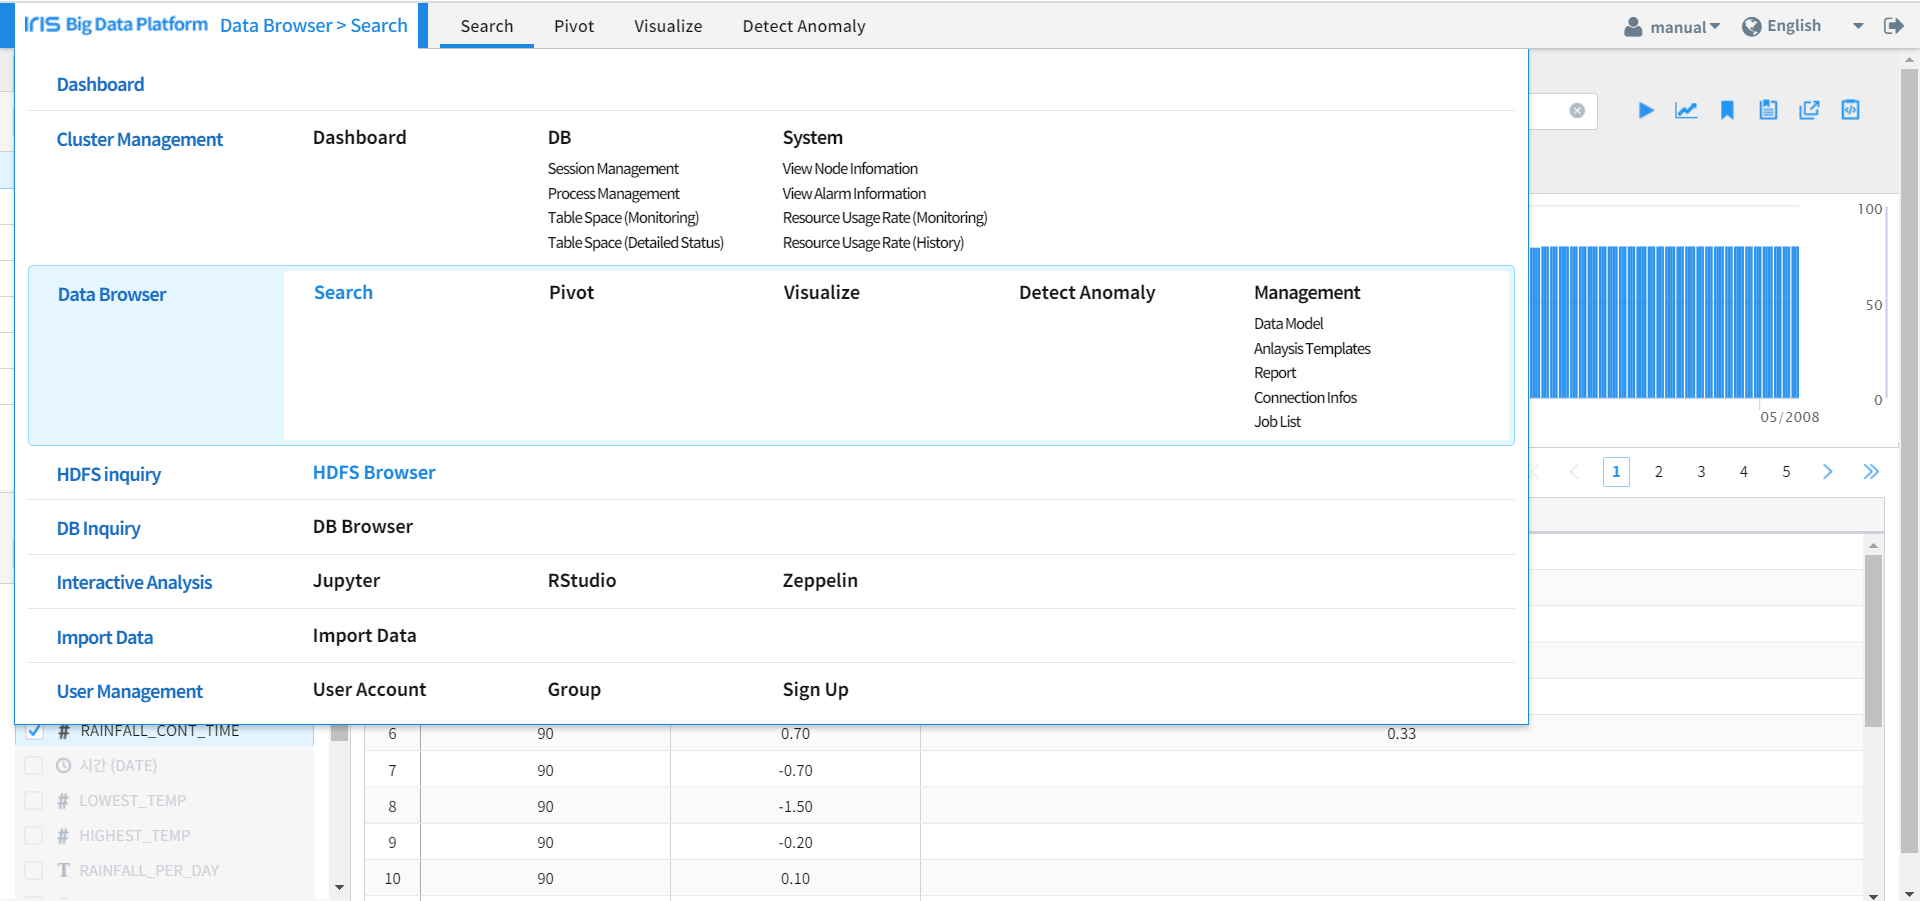 IRIS Big Data Platform Data Browser > Search Search Pivot Visualize Detect Anomaly manual English
Dashboard
Cluster Management Dashboard DB System
Session Management View Node Infomation
Process Management View Alarm Information
Table Space (Monitoring) Resource Usage Rate (Monitoring)
Table Space (Detailed Status) Resource Usage Rate (History)
Data Browser Search Pivot Visualize Detect Anomaly Management
Data Model
Anlaysis Templates
Report
Connection Infos
Job List
100
50
0
05/2008
HDFS inquiry HDFS Browser
1 2 3 4 5
DB Inquiry DB Browser
Interactive Analysis Jupyter RStudio Zeppelin
Import Data Import Data
User Management User Account Group Sign Up
# RAINFALL_CONT_TIME
시간 (DATE)
# LOWEST_TEMP
# HIGHEST_TEMP
T RAINFALL_PER_DAY
6 90 0.70 0.33
7 90 -0.70
8 90 -1.50
9 90 -0.20
10 90 0.10